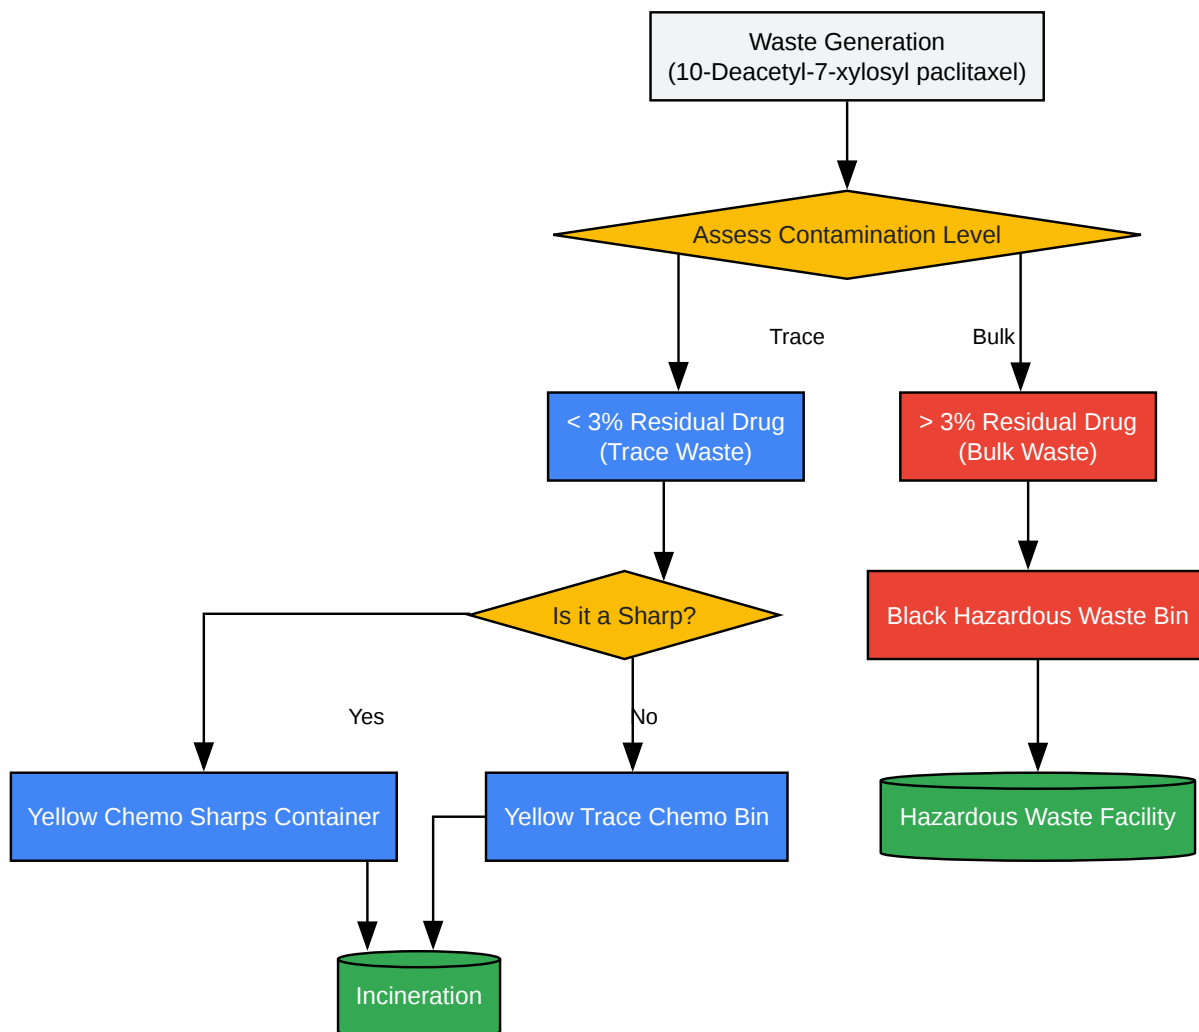 Waste Generation
(10-Deacetyl-7-xylosyl paclitaxel)
Assess Contamination Level
Trace
Bulk
< 3% Residual Drug
(Trace Waste)
> 3% Residual Drug
(Bulk Waste)
Is it a Sharp?
Black Hazardous Waste Bin
Yes
No
Yellow Chemo Sharps Container
Yellow Trace Chemo Bin
Hazardous Waste Facility
Incineration